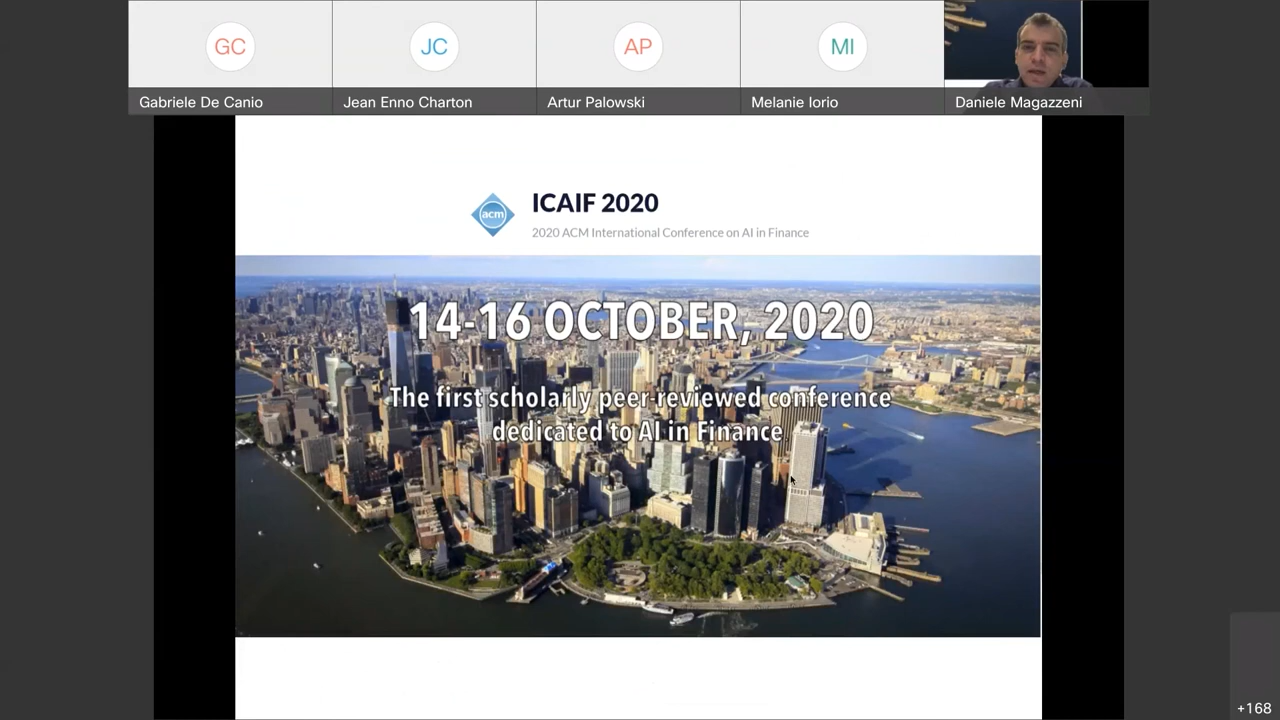 GC
JC
AP
MI
Gabriele De Canio
Jean Enno Charton
Artur Palowski
Melanie Iorio
Daniele Magazzeni
acm
ICAIF 2020
2020 ACM International Conference on AI in Finance
14-16 OCTOBER, 2020
The first scholarly peer-reviewed conference
dedicated to AI in Finance
+168